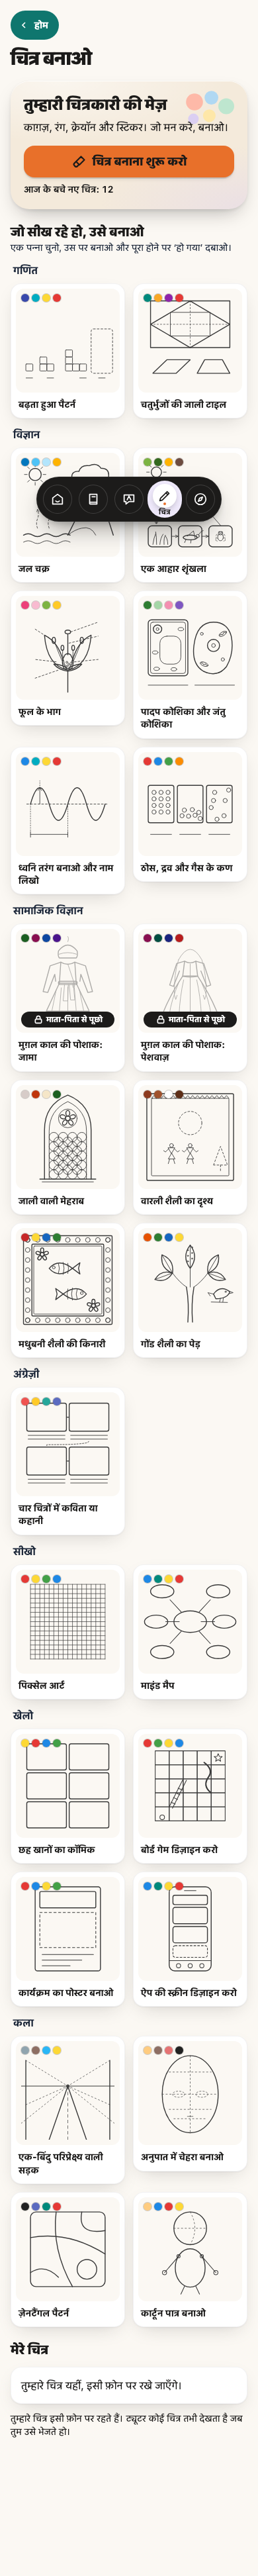 होम
चित्र बनाओ
तुम्हारी चित्रकारी की मेज़
काग़ज़, रंग, क्रेयॉन और स्टिकर। जो मन करे, बनाओ।
चित्र बनाना शुरू करो
आज के बचे नए चित्र: 12
जो सीख रहे हो, उसे बनाओ
एक पन्ना चुनो, उस पर बनाओ और पूरा होने पर 'हो गया' दबाओ।
गणित
बढ़ता हुआ पैटर्न
चतुर्भुजों की जाली टाइल
विज्ञान
चित्र
जल चक्र
एक आहार शृंखला
फूल के भाग
पादप कोशिका और जंतु
कोशिका
ध्वनि तरंग बनाओ और नाम
लिखो
ठोस, द्रव और गैस के कण
सामाजिक विज्ञान
माता-पिता से पूछो
माता-पिता से पूछो
मुग़ल काल की पोशाक:
जामा
मुग़ल काल की पोशाक:
पेशवाज़
जाली वाली मेहराब
वारली शैली का दृश्य
मधुबनी शैली की किनारी
गोंड शैली का पेड़
अंग्रेज़ी
चार चित्रों में कविता या
कहानी
सीखो
पिक्सेल आर्ट
माइंड मैप
खेलो
छह खानों का कॉमिक
बोर्ड गेम डिज़ाइन करो
कार्यक्रम का पोस्टर बनाओ
ऐप की स्क्रीन डिज़ाइन करो
कला
एक-बिंदु परिप्रेक्ष्य वाली
सड़क
अनुपात में चेहरा बनाओ
ज़ेनटैंगल पैटर्न
कार्टून पात्र बनाओ
मेरे चित्र
तुम्हारे चित्र यहीं, इसी फ़ोन पर रखे जाएँगे।
तुम्हारे चित्र इसी फ़ोन पर रहते हैं। ट्यूटर कोई चित्र तभी देखता है जब
तुम उसे भेजते हो।